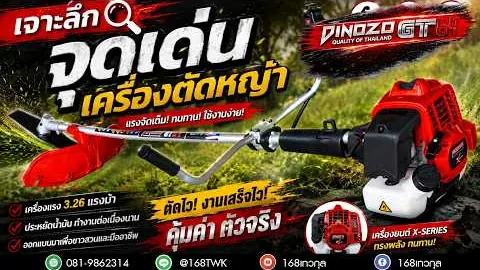 เจาะลึก
จุดเด่น
เครื่องตัดหญ้า
แรงจัดเต็ม! ทนทาน! ใช้งานง่าย!
DINOZO GT
QUALITY OF THAILAND
เครื่องแรง 3.26 แรงม้า
ประหยัดน้ำมัน ทำงานต่อเนื่องนาน
ออกแบบมาเพื่อชาวสวนและมืออาชีพ
ตัดไว! งานเสร็จไว!
คุ้มค่า ตัวจริง
เครื่องยนต์ X-SERIES
ทรงพลัง ทนทาน!
081-9862314
@168TWK
168เทวกุล
168เทวกุล